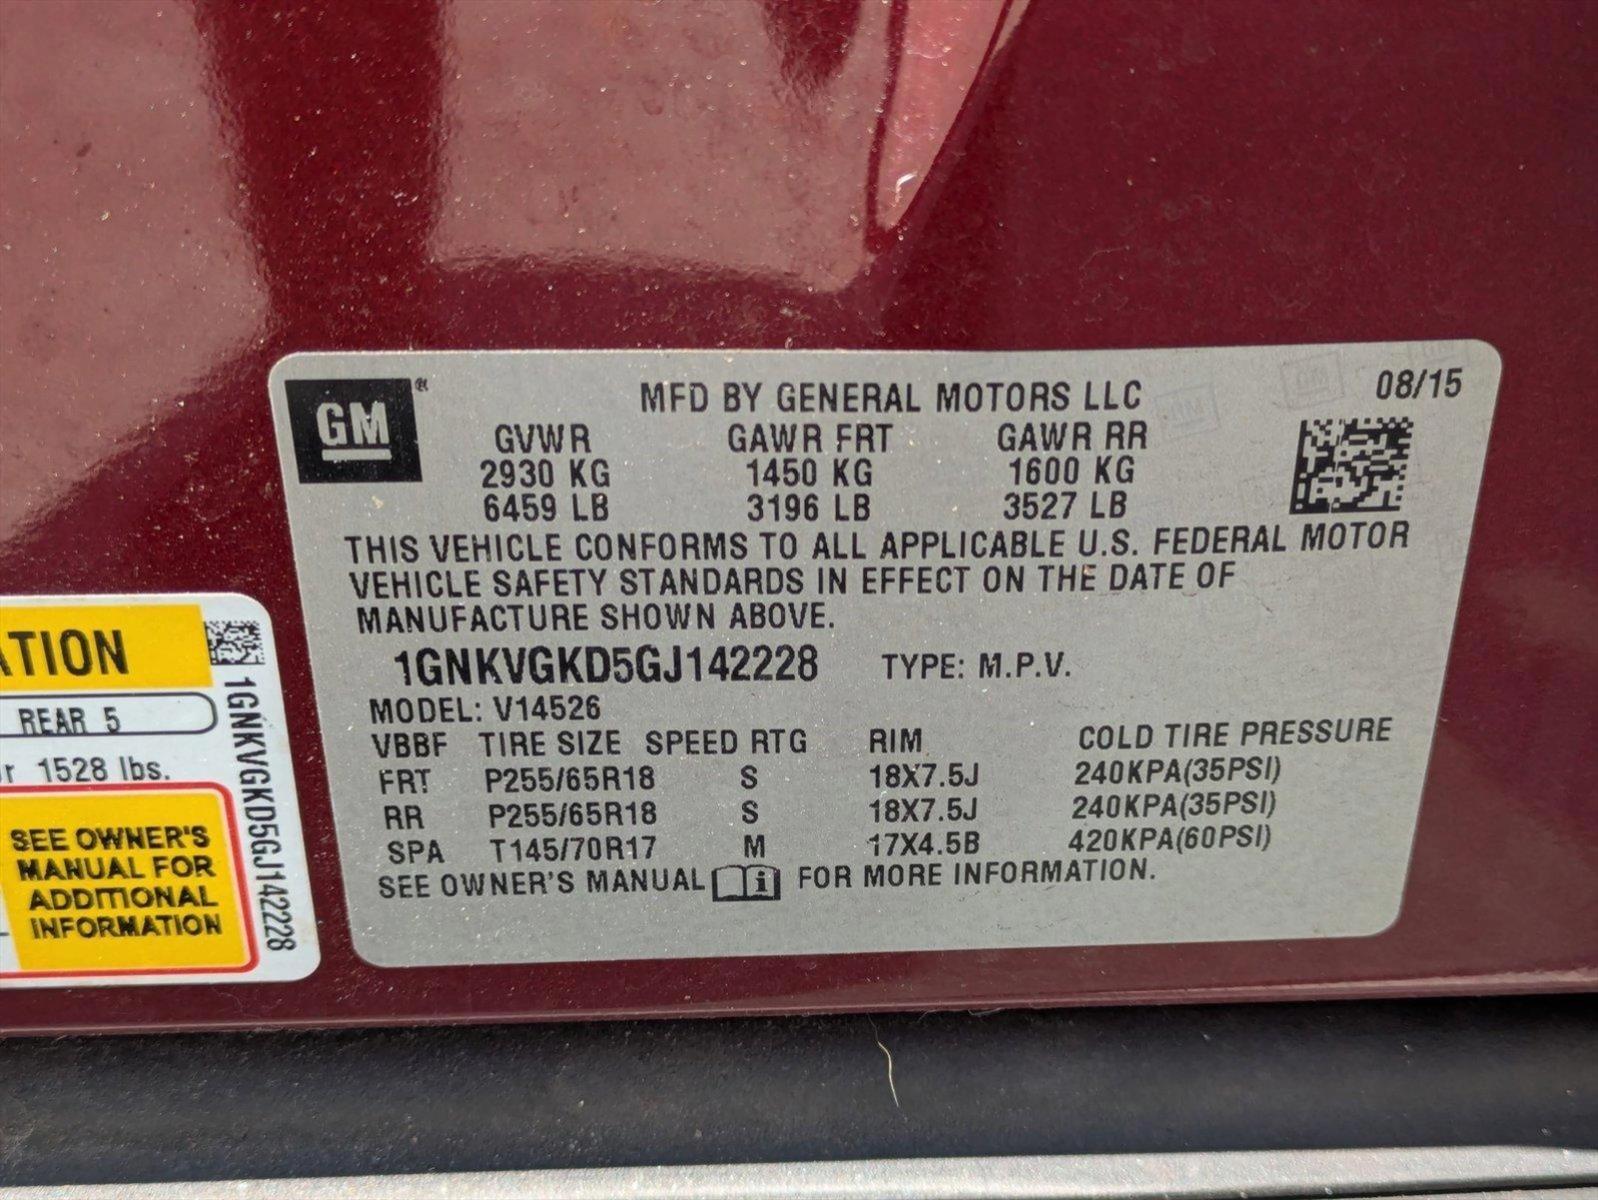 GM®
MFD BY GENERAL MOTORS LLC
08/15
GVWR GAWR FRT GAWR RR
2930 KG 1450 KG 1600 KG
6459 LB 3196 LB 3527 LB
THIS VEHICLE CONFORMS TO ALL APPLICABLE U.S. FEDERAL MOTOR
VEHICLE SAFETY STANDARDS IN EFFECT ON THE DATE OF
MANUFACTURE SHOWN ABOVE.
1GNKVGKD5GJ142228 TYPE: M.P.V.
MODEL: V14526
VBBF TIRE SIZE SPEED RTG RIM COLD TIRE PRESSURE
FRT P255/65R18 S 18X7.5J 240KPA(35PSI)
RR P255/65R18 S 18X7.5J 240KPA(35PSI)
SPA T145/70R17 M 17X4.5B 420KPA(60PSI)
SEE OWNER'S MANUAL i FOR MORE INFORMATION.
REAR 5
1528 lbs.
SEE OWNER'S
MANUAL FOR
ADDITIONAL
INFORMATION
1GNKVGKD5GJ142228